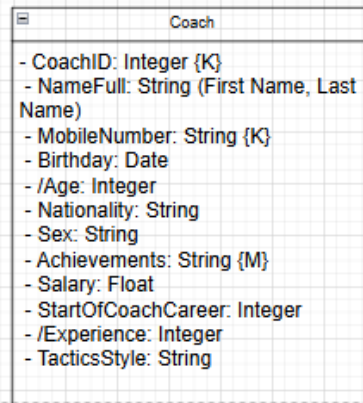 Coach
- CoachID: Integer {K}
- NameFull: String (First Name, Last
Name)
- MobileNumber: String {K}
- Birthday: Date
- /Age: Integer
- Nationality: String
- Sex: String
- Achievements: String {M}
- Salary: Float
- StartOfCoachCareer: Integer
- /Experience: Integer
- TacticsStyle: String